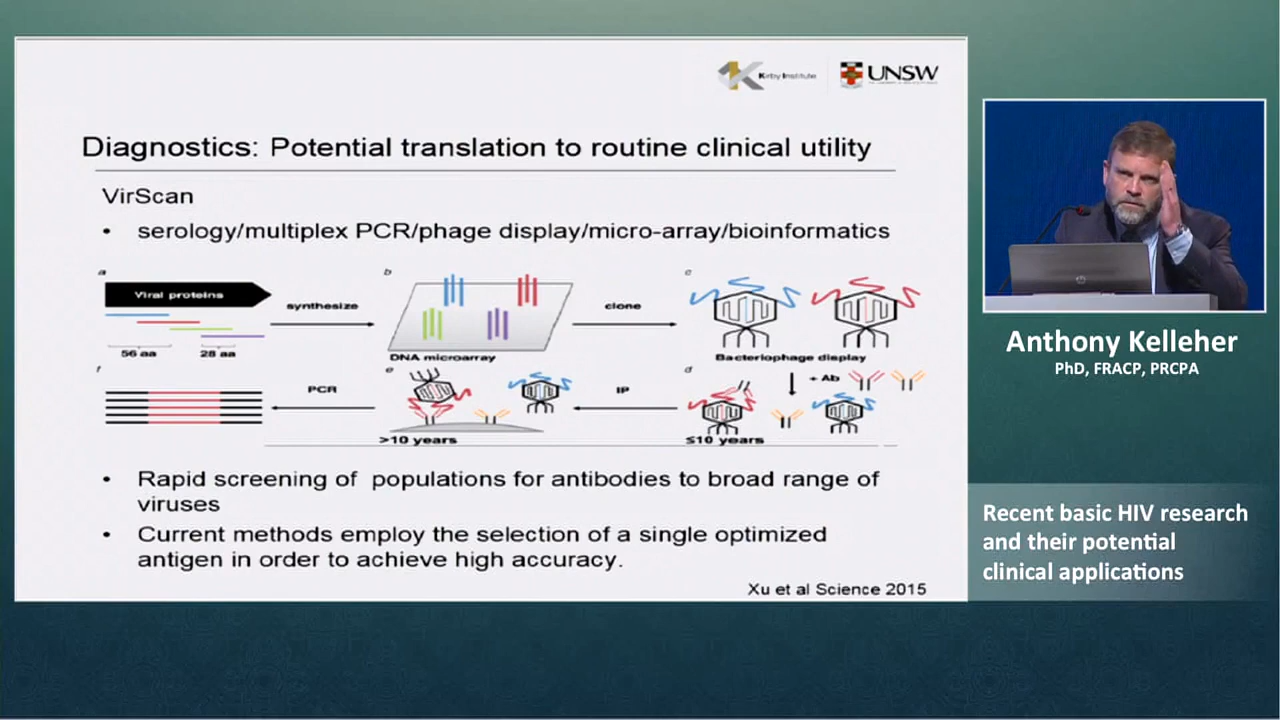 Kirby Institute
UNSW
Diagnostics: Potential translation to routine clinical utility
VirScan
• serology/multiplex PCR/phage display/micro-array/bioinformatics
a
Viral proteins
56 aa
28 aa
synthesize
b
DNA microarray
clone
c
Bacteriophage display
+ Ab
d
≤10 years
IP
e
>10 years
PCR
f
• Rapid screening of populations for antibodies to broad range of
viruses
• Current methods employ the selection of a single optimized
antigen in order to achieve high accuracy.
Xu et al Science 2015
Anthony Kelleher
PhD, FRACP, PRCPA
Recent basic HIV research
and their potential
clinical applications